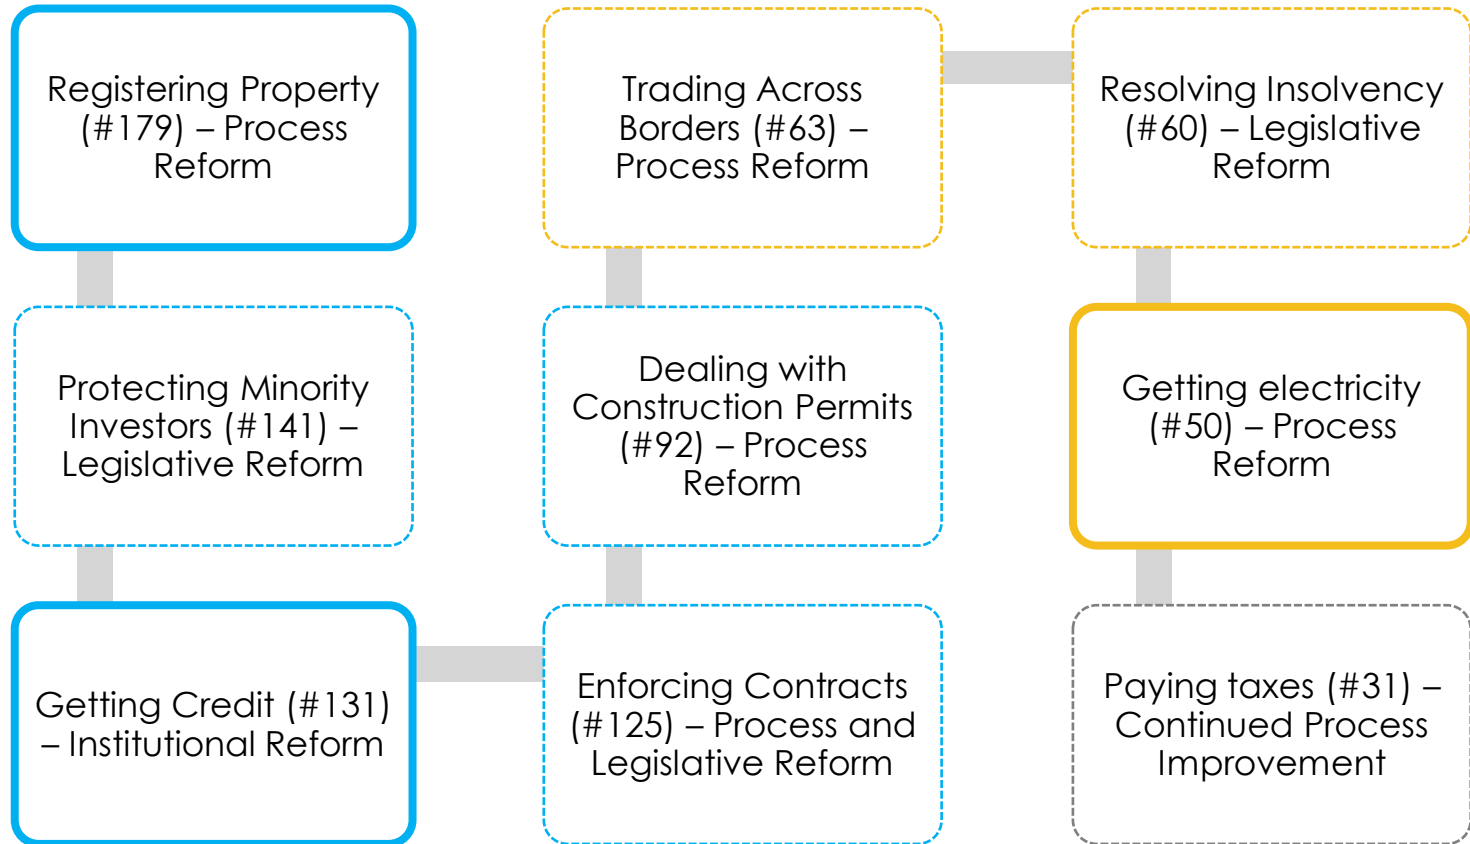 Registering Property
(#179) – Process
Reform
Protecting Minority
Investors (#141) –
Legislative Reform
Getting Credit (#131)
– Institutional Reform
Enforcing Contracts
(#125) – Process and
Legislative Reform
Dealing with
Construction Permits
(#92) – Process
Reform
Trading Across
Borders (#63) –
Process Reform
Resolving Insolvency
(#60) – Legislative
Reform
Getting electricity
(#50) – Process
Reform
Paying taxes (#31) –
Continued Process
Improvement